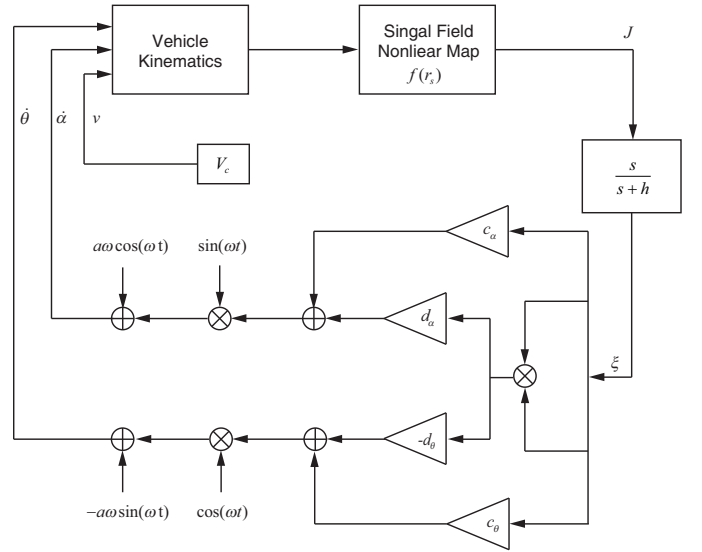 Vehicle
Kinematics
Singal Field
Nonliear Map
f(rₛ)
J
θ̇
α̇
v
V_c
s
s + h
c_α
aω cos(ω t)
sin(ωt)
d_α
ξ
-d_θ
−aω sin(ω t)
cos(ωt)
c_θ